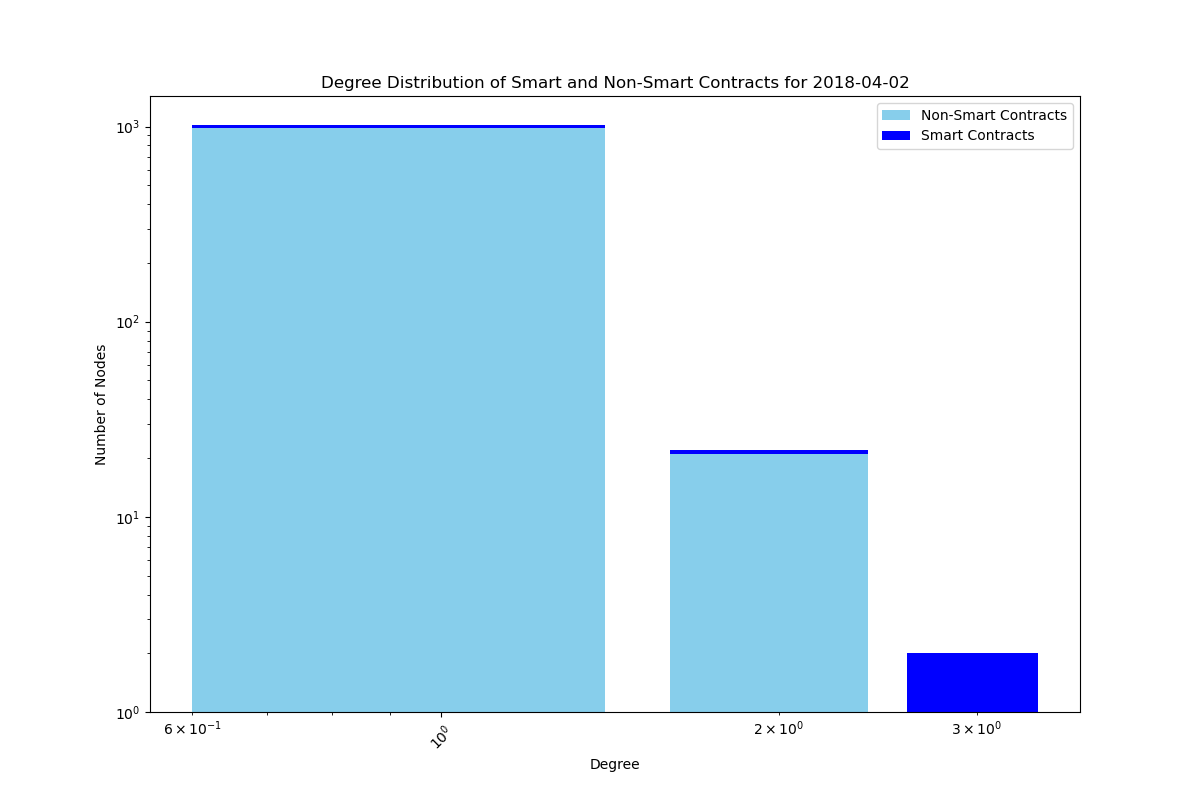 Degree Distribution of Smart and Non-Smart Contracts for 2018-04-02
Non-Smart Contracts
Smart Contracts
Number of Nodes
10³
10²
10¹
10⁰
6 × 10⁻¹
10⁰
2 × 10⁰
3 × 10⁰
Degree